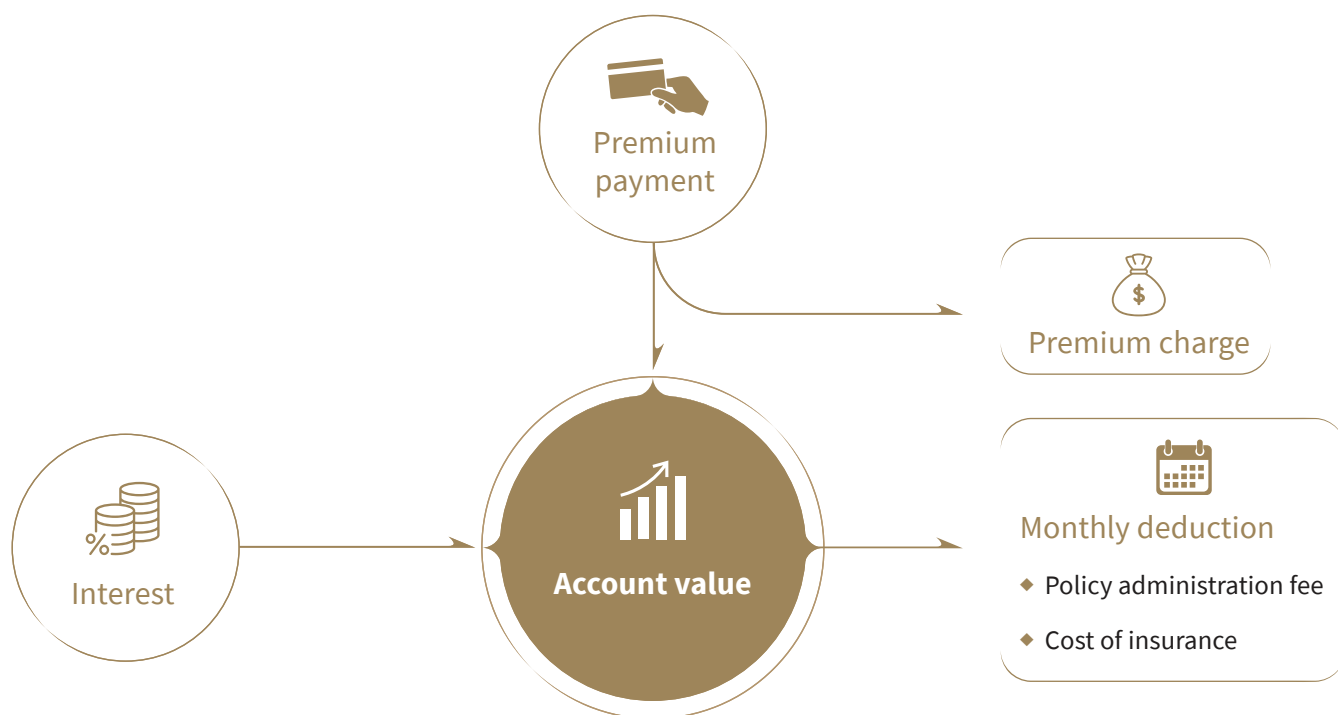 Premium
payment
$
Premium charge
%
Interest
Account value
Monthly deduction
Policy administration fee
Cost of insurance